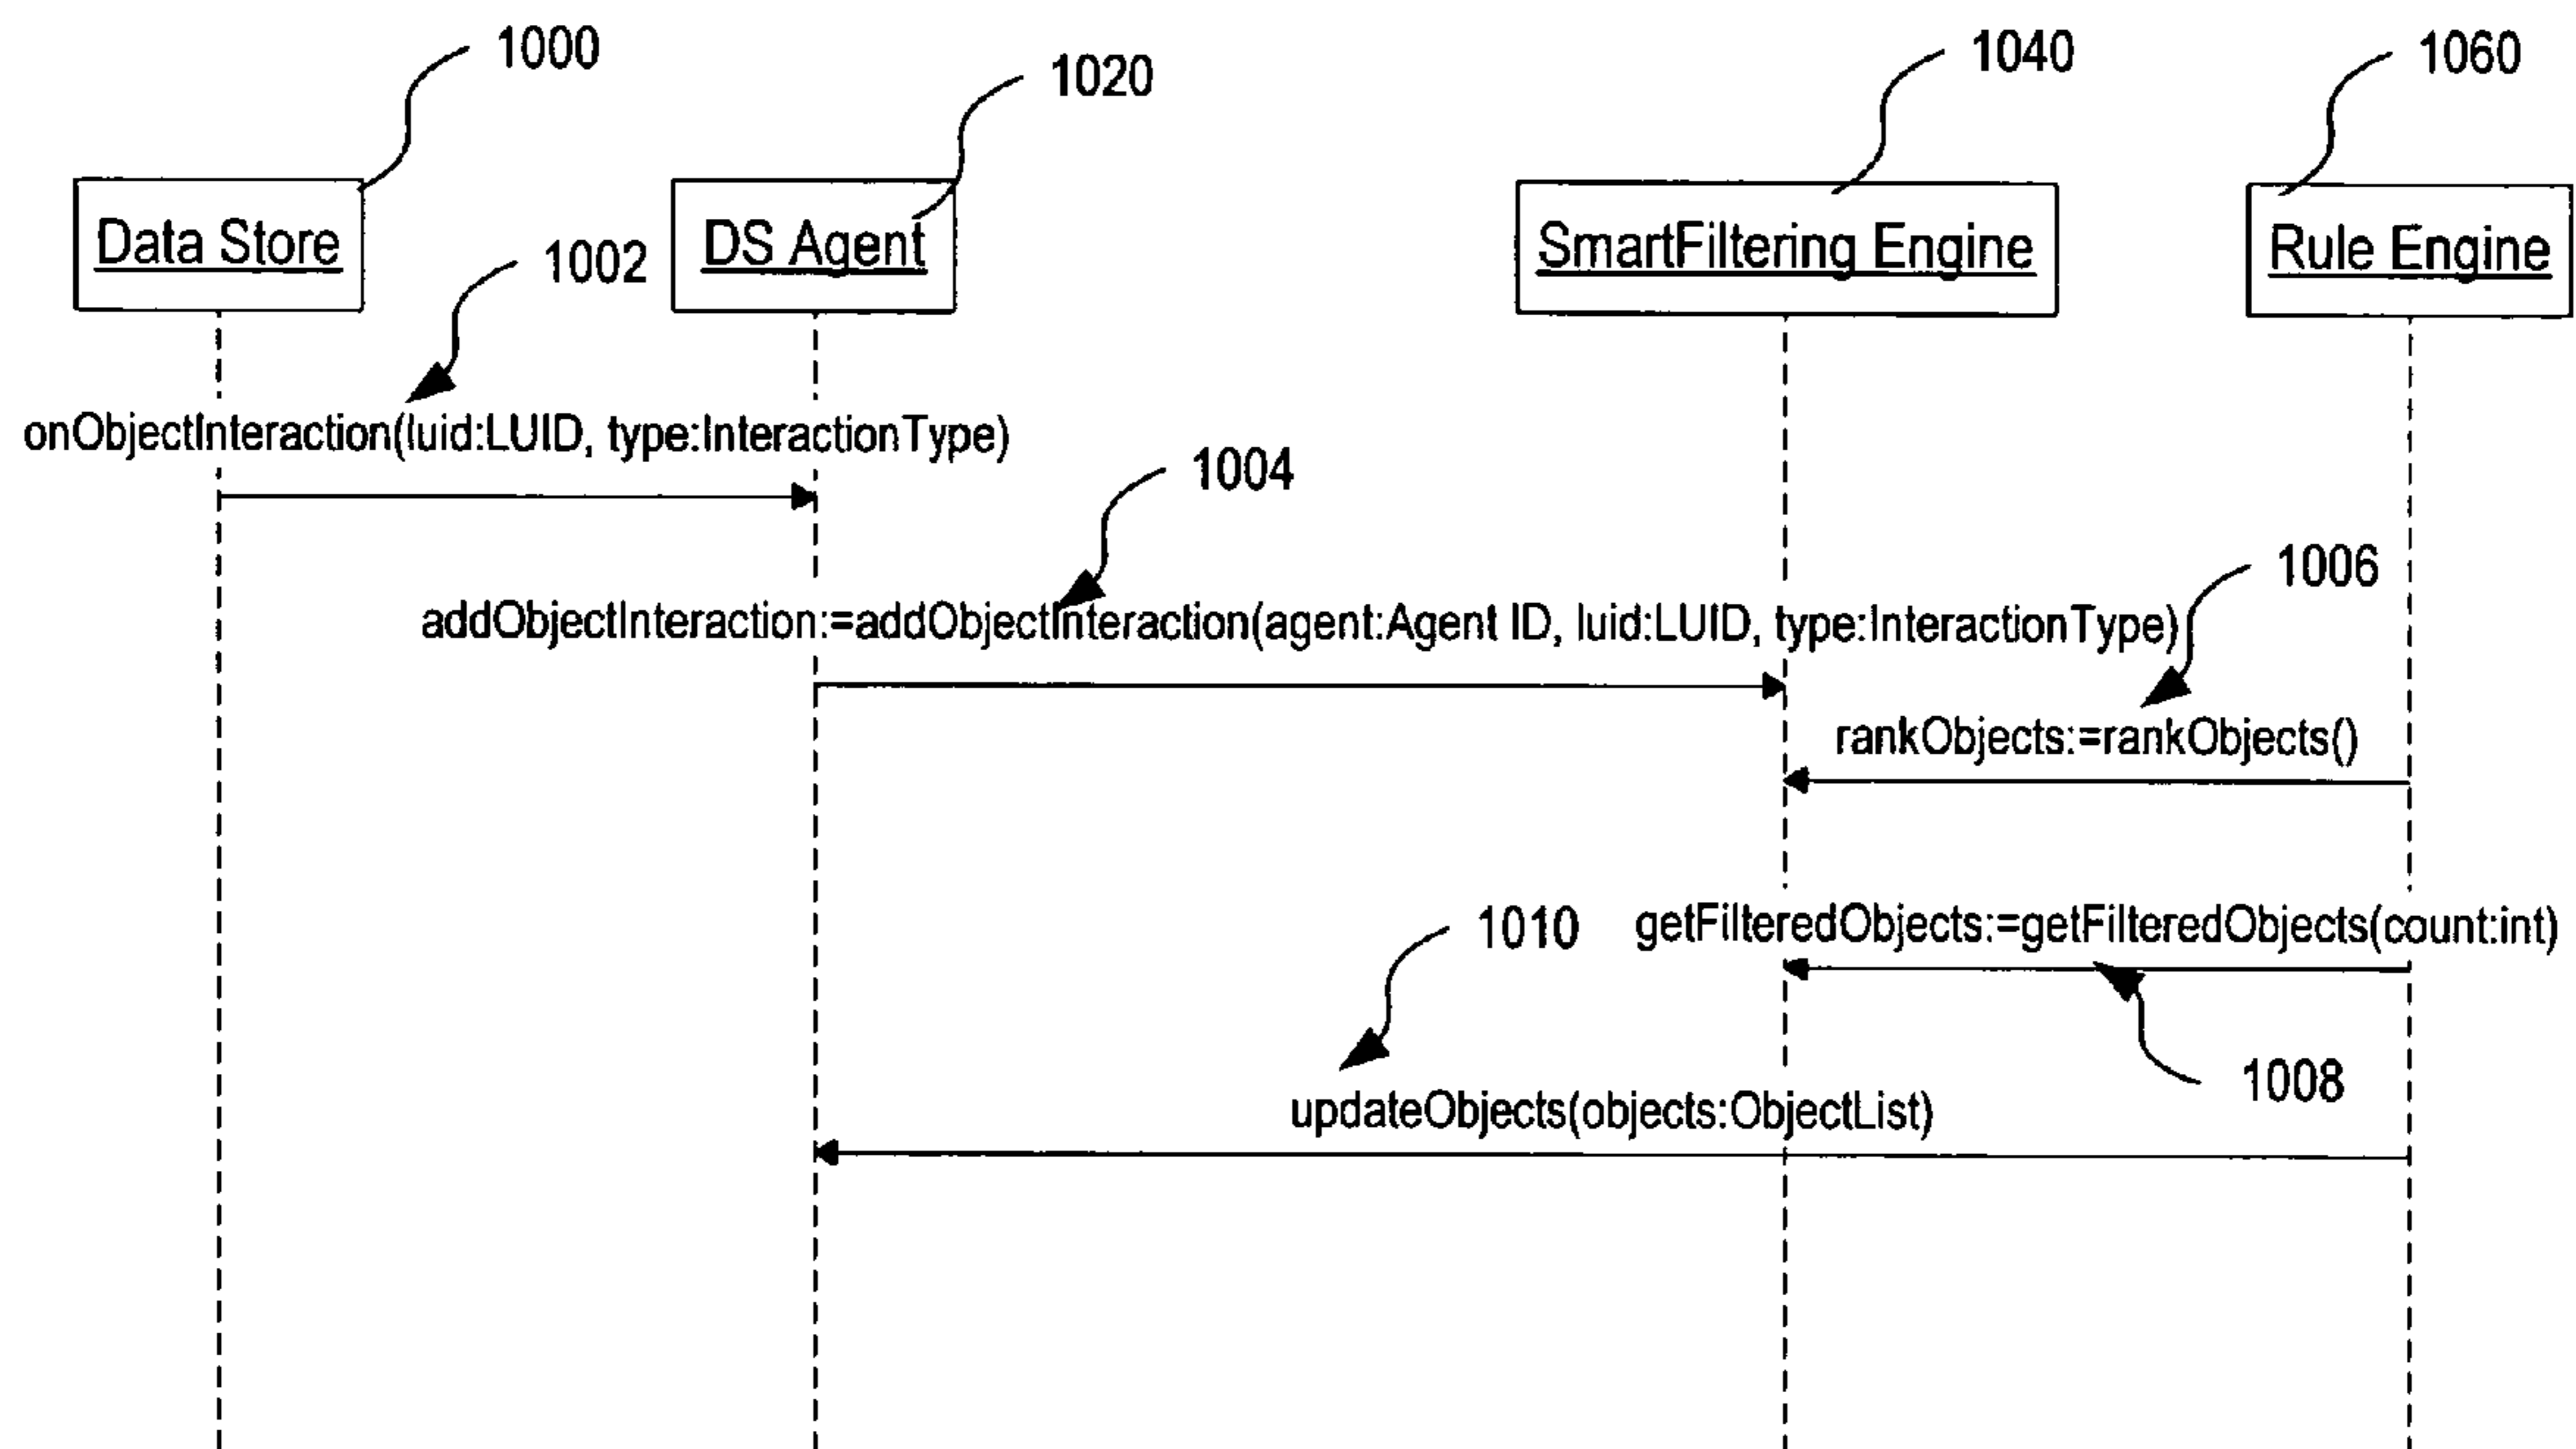 1000
1020
1040
1060
Data Store
DS Agent
SmartFiltering Engine
Rule Engine
1002
onObjectInteraction(luid:LUID, type:InteractionType)
1004
1006
addObjectInteraction:=addObjectInteraction(agent:Agent ID, luid:LUID, type:InteractionType)
rankObjects:=rankObjects()
1010
getFilteredObjects:=getFilteredObjects(count:int)
1008
updateObjects(objects:ObjectList)